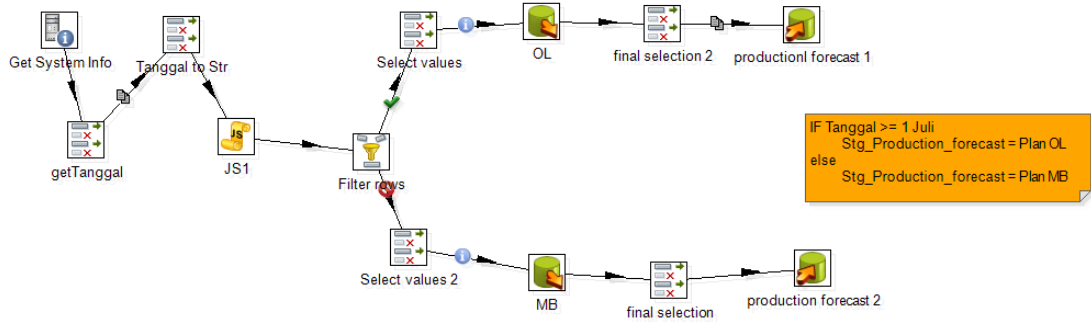 Get System Info
Tanggal to Str
getTanggal
JS
JS1
Filter rows
Select values
OL
final selection 2
productionl forecast 1
Select values 2
MB
final selection
production forecast 2
IF Tanggal >= 1 Juli
Stg_Production_forecast = Plan OL
else
Stg_Production_forecast = Plan MB